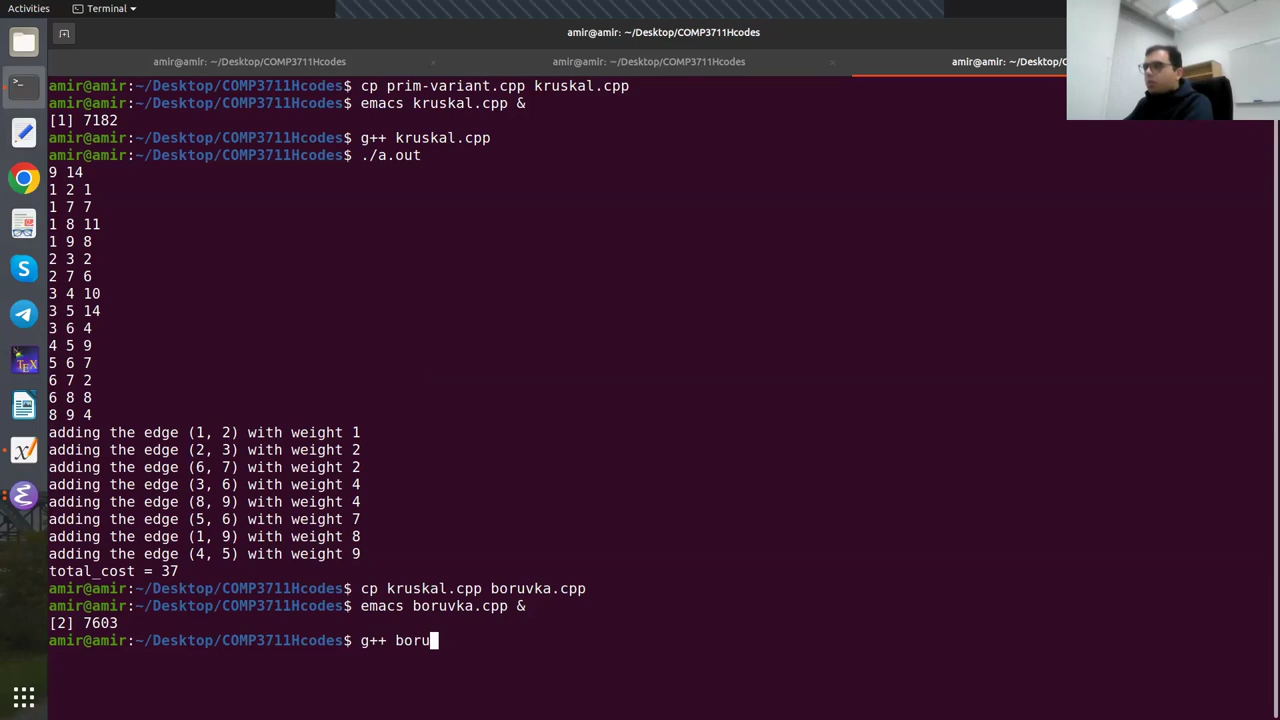 Activities
Terminal
amir@amir: ~/Desktop/COMP3711Hcodes
amir@amir: ~/Desktop/COMP3711Hcodes
amir@amir: ~/Desktop/COMP3711Hcodes
amir@amir: ~/Desktop/CO
amir@amir:~/Desktop/COMP3711Hcodes$ cp prim-variant.cpp kruskal.cpp
amir@amir:~/Desktop/COMP3711Hcodes$ emacs kruskal.cpp &
[1] 7182
amir@amir:~/Desktop/COMP3711Hcodes$ g++ kruskal.cpp
amir@amir:~/Desktop/COMP3711Hcodes$ ./a.out
9 14
1 2 1
1 7 7
1 8 11
1 9 8
2 3 2
2 7 6
3 4 10
3 5 14
3 6 4
4 5 9
5 6 7
6 7 2
6 8 8
8 9 4
adding the edge (1, 2) with weight 1
adding the edge (2, 3) with weight 2
adding the edge (6, 7) with weight 2
adding the edge (3, 6) with weight 4
adding the edge (8, 9) with weight 4
adding the edge (5, 6) with weight 7
adding the edge (1, 9) with weight 8
adding the edge (4, 5) with weight 9
total_cost = 37
amir@amir:~/Desktop/COMP3711Hcodes$ cp kruskal.cpp boruvka.cpp
amir@amir:~/Desktop/COMP3711Hcodes$ emacs boruvka.cpp &
[2] 7603
amir@amir:~/Desktop/COMP3711Hcodes$ g++ boru